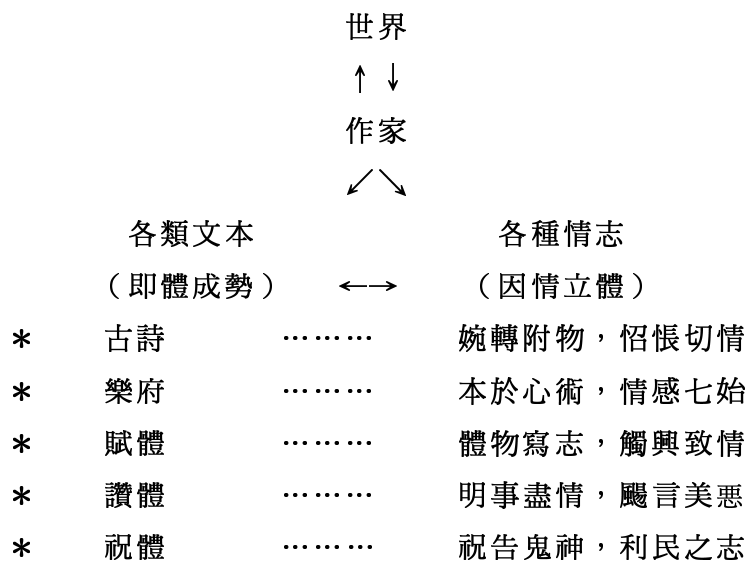 世界
↑ ↓
作家
↙↘
各類文本 各種情志
（即體成勢） ←→ （因情立體）
* 古詩 ……… 婉轉附物，怊悵切情
* 樂府 ……… 本於心術，情感七始
* 賦體 ……… 體物寫志，觸興致情
* 讚體 ……… 明事盡情，颺言美惡
* 祝體 ……… 祝告鬼神，利民之志